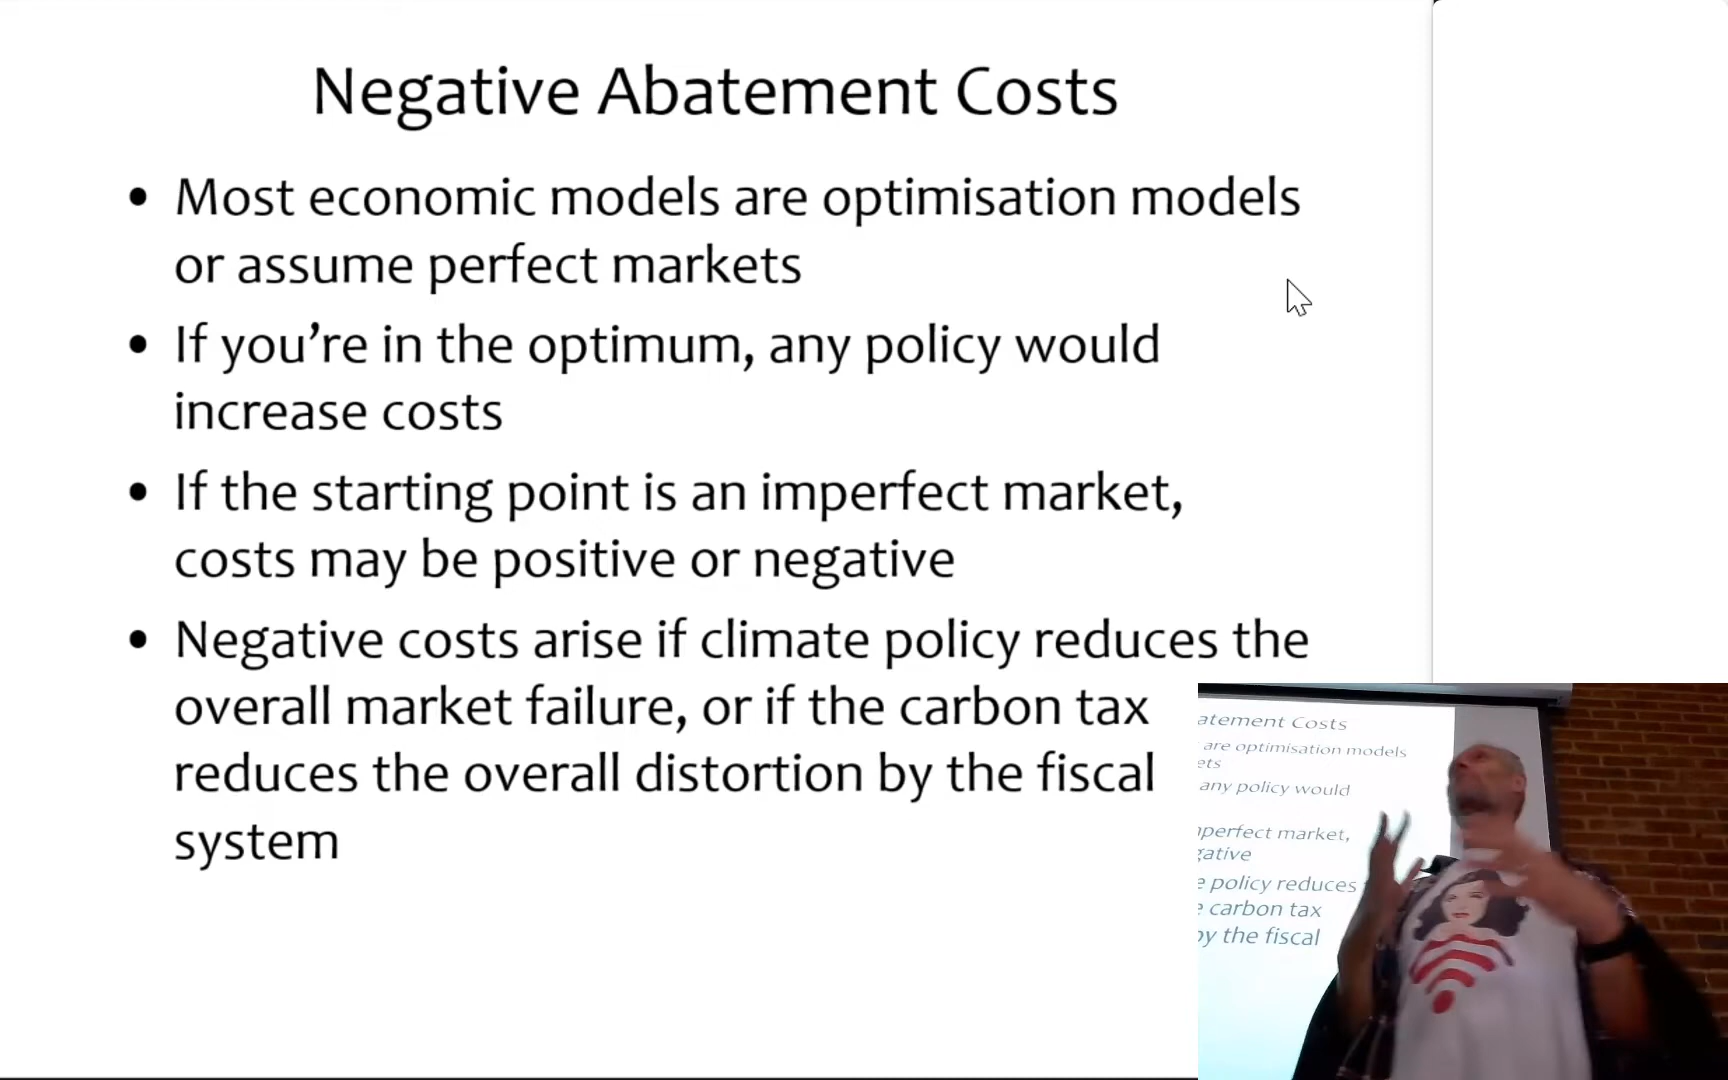 Negative Abatement Costs
• Most economic models are optimisation models
or assume perfect markets
• If you're in the optimum, any policy would
increase costs
• If the starting point is an imperfect market,
costs may be positive or negative
• Negative costs arise if climate policy reduces the
overall market failure, or if the carbon tax
reduces the overall distortion by the fiscal
system
atement Costs
are optimisation models
ets
any policy would
perfect market,
gative
e policy reduces
e carbon tax
by the fiscal